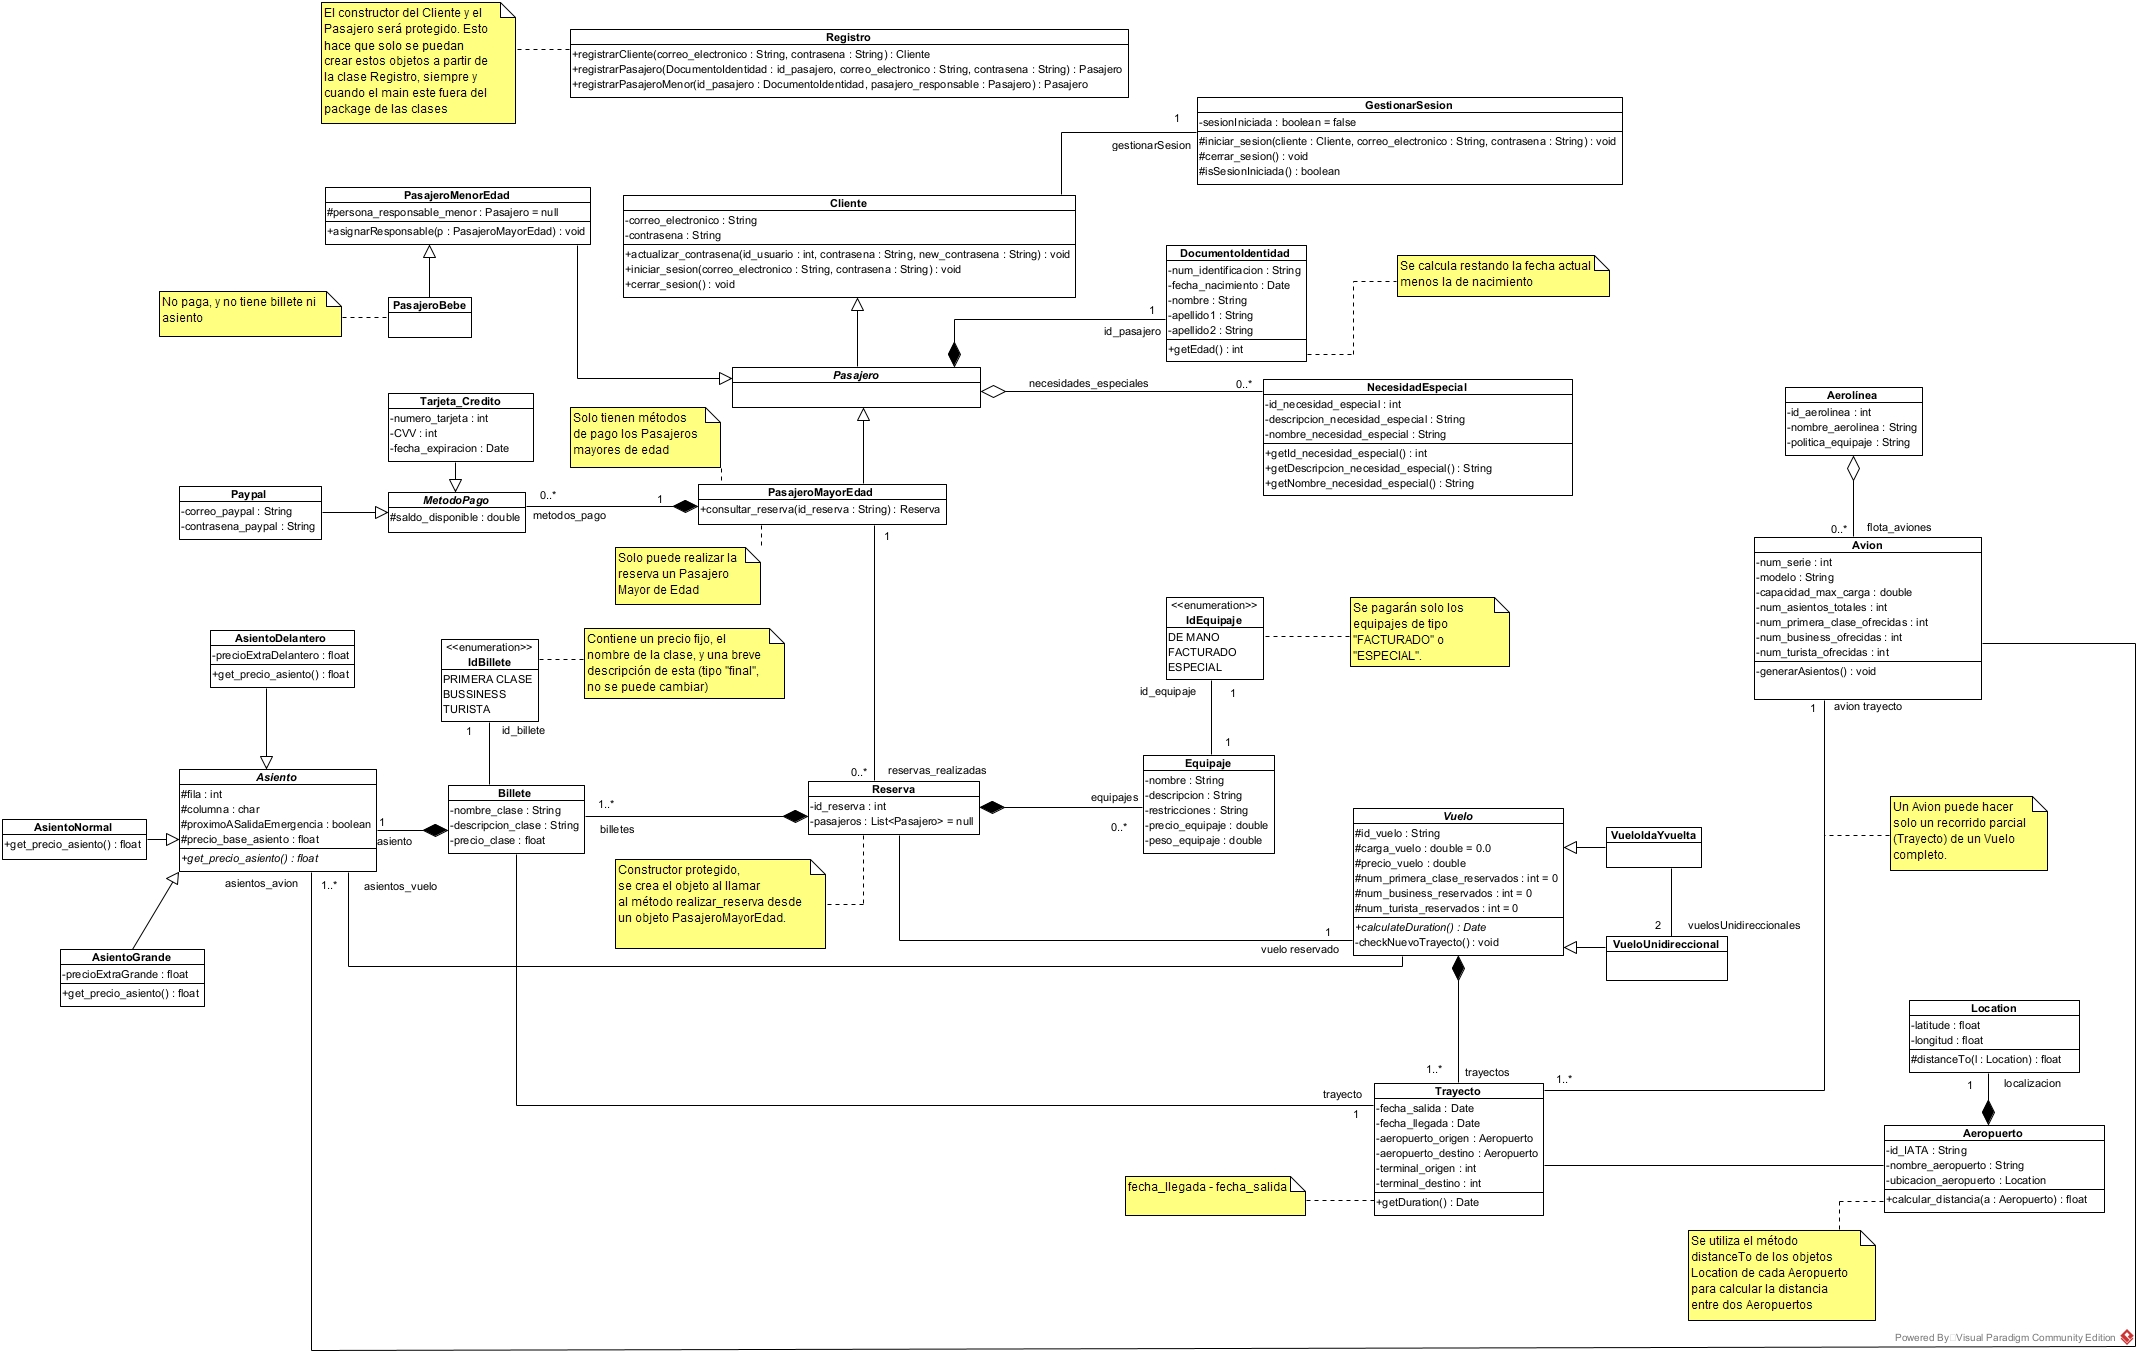 El constructor del Cliente y el
Pasajero será protegido. Esto
hace que solo se puedan
crear estos objetos a partir de
la clase Registro, siempre y
cuando el main este fuera del
package de las clases
Registro
+registrarCliente(correo_electronico : String, contrasena : String) : Cliente
+registrarPasajero(DocumentoIdentidad : id_pasajero, correo_electronico : String, contrasena : String) : Pasajero
+registrarPasajeroMenor(id_pasajero : DocumentoIdentidad, pasajero_responsable : Pasajero) : Pasajero
GestionarSesion
-sesionIniciada : boolean = false
#iniciar_sesion(cliente : Cliente, correo_electronico : String, contrasena : String) : void
#cerrar_sesion() : void
#isSesionIniciada() : boolean
1
gestionarSesion
PasajeroMenorEdad
#persona_responsable_menor : Pasajero = null
+asignarResponsable(p : PasajeroMayorEdad) : void
Cliente
-correo_electronico : String
-contrasena : String
+actualizar_contrasena(id_usuario : int, contrasena : String, new_contrasena : String) : void
+iniciar_sesion(correo_electronico : String, contrasena : String) : void
+cerrar_sesion() : void
DocumentoIdentidad
-num_identificacion : String
-fecha_nacimiento : Date
-nombre : String
-apellido1 : String
-apellido2 : String
+getEdad() : int
Se calcula restando la fecha actual
menos la de nacimiento
No paga, y no tiene billete ni
asiento
PasajeroBebe
1
id_pasajero
Pasajero
necesidades_especiales
0..*
NecesidadEspecial
-id_necesidad_especial : int
-descripcion_necesidad_especial : String
-nombre_necesidad_especial : String
+getId_necesidad_especial() : int
+getDescripcion_necesidad_especial() : String
+getNombre_necesidad_especial() : String
Aerolínea
-id_aerolinea : int
-nombre_aerolinea : String
-politica_equipaje : String
Tarjeta_Credito
-numero_tarjeta : int
-CVV : int
-fecha_expiracion : Date
Solo tienen métodos
de pago los Pasajeros
mayores de edad
Paypal
-correo_paypal : String
-contrasena_paypal : String
MetodoPago
#saldo_disponible : double
0..*
metodos_pago
1
PasajeroMayorEdad
+consultar_reserva(id_reserva : String) : Reserva
1
Solo puede realizar la
reserva un Pasajero
Mayor de Edad
0..*
flota_aviones
Avion
-num_serie : int
-modelo : String
-capacidad_max_carga : double
-num_asientos_totales : int
-num_primera_clase_ofrecidas : int
-num_business_ofrecidas : int
-num_turista_ofrecidas : int
-generarAsientos() : void
1
avion trayecto
<<enumeration>>
IdEquipaje
DE MANO
FACTURADO
ESPECIAL
Se pagarán solo los
equipajes de tipo
"FACTURADO" o
"ESPECIAL".
id_equipaje
1
1
AsientoDelantero
-precioExtraDelantero : float
+get_precio_asiento() : float
<<enumeration>>
IdBillete
PRIMERA CLASE
BUSSINESS
TURISTA
Contiene un precio fijo, el
nombre de la clase, y una breve
descripción de esta (tipo "final",
no se puede cambiar)
1
id_billete
Asiento
#fila : int
#columna : char
#proximoASalidaEmergencia : boolean
#precio_base_asiento : float
+get_precio_asiento() : float
AsientoNormal
+get_precio_asiento() : float
1
asiento
Billete
-nombre_clase : String
-descripcion_clase : String
-precio_clase : float
1..*
billetes
0..*
reservas_realizadas
Reserva
-id_reserva : int
-pasajeros : List<Pasajero> = null
equipajes
0..*
Equipaje
-nombre : String
-descripcion : String
-restricciones : String
-precio_equipaje : double
-peso_equipaje : double
Vuelo
#id_vuelo : String
#carga_vuelo : double = 0.0
#precio_vuelo : double
#num_primera_clase_reservados : int = 0
#num_business_reservados : int = 0
#num_turista_reservados : int = 0
+calculateDuration() : Date
-checkNuevoTrayecto() : void
VueloIdaYvuelta
2
vuelosUnidireccionales
VueloUnidireccional
Un Avion puede hacer
solo un recorrido parcial
(Trayecto) de un Vuelo
completo.
asientos_avion
1..*
asientos_vuelo
Constructor protegido,
se crea el objeto al llamar
al método realizar_reserva desde
un objeto PasajeroMayorEdad.
1
vuelo reservado
AsientoGrande
-precioExtraGrande : float
+get_precio_asiento() : float
Location
-latitude : float
-longitud : float
#distanceTo(l : Location) : float
1
localizacion
1..*
trayectos
1..*
trayecto
1
Trayecto
-fecha_salida : Date
-fecha_llegada : Date
-aeropuerto_origen : Aeropuerto
-aeropuerto_destino : Aeropuerto
-terminal_origen : int
-terminal_destino : int
+getDuration() : Date
fecha_llegada - fecha_salida
Aeropuerto
-id_IATA : String
-nombre_aeropuerto : String
-ubicacion_aeropuerto : Location
+calcular_distancia(a : Aeropuerto) : float
Se utiliza el método
distanceTo de los objetos
Location de cada Aeropuerto
para calcular la distancia
entre dos Aeropuertos
Powered By Visual Paradigm Community Edition